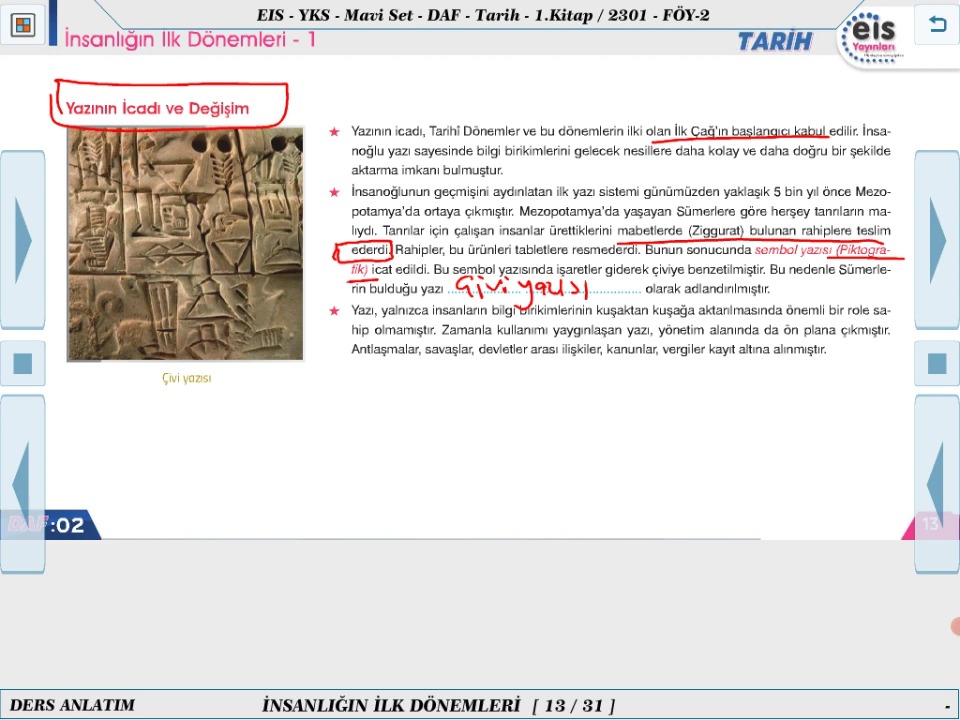 EIS - YKS - Mavi Set - DAF - Tarih - 1.Kitap / 2301 - FÖY-2
İnsanlığın İlk Dönemleri - 1
TARİH
eis
Yayınları
Yazının İcadı ve Değişim
★ Yazının icadı, Tarihî Dönemler ve bu dönemlerin ilki olan İlk Çağ'ın başlangıcı kabul edilir. İnsa-
noğlu yazı sayesinde bilgi birikimlerini gelecek nesillere daha kolay ve daha doğru bir şekilde
aktarma imkanı bulmuştur.
★ İnsanoğlunun geçmişini aydınlatan ilk yazı sistemi günümüzden yaklaşık 5 bin yıl önce Mezo-
potamya'da ortaya çıkmıştır. Mezopotamya'da yaşayan Sümerlere göre herşey tanrıların ma-
lıydı. Tanrılar için çalışan insanlar ürettiklerini mabetlerde (Ziggurat) bulunan rahiplere teslim
ederdi. Rahipler, bu ürünleri tabletlere resmederdi. Bunun sonucunda sembol yazısı (Piktogra-
fik) icat edildi. Bu sembol yazısında işaretler giderek çiviye benzetilmiştir. Bu nedenle Sümerle-
rin bulduğu yazı Çivi yazısı olarak adlandırılmıştır.
★ Yazı, yalnızca insanların bilgi birikimlerinin kuşaktan kuşağa aktarılmasında önemli bir role sa-
hip olmamıştır. Zamanla kullanımı yaygınlaşan yazı, yönetim alanında da ön plana çıkmıştır.
Antlaşmalar, savaşlar, devletler arası ilişkiler, kanunlar, vergiler kayıt altına alınmıştır.
Çivi yazısı
DAF:02
13
DERS ANLATIM
İNSANLIĞIN İLK DÖNEMLERİ [ 13 / 31 ]
-